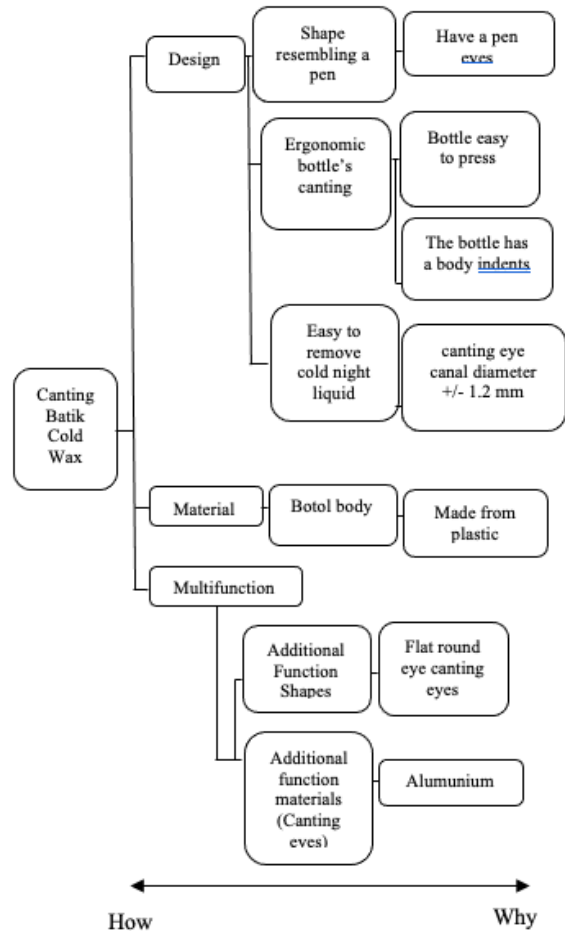 Canting
Batik
Cold
Wax
Design
Shape
resembling a
pen
Have a pen
eyes
Ergonomic
bottle's
canting
Bottle easy
to press
The bottle has
a body indents
Easy to
remove
cold night
liquid
canting eye
canal diameter
+/- 1.2 mm
Material
Botol body
Made from
plastic
Multifunction
Additional
Function
Shapes
Flat round
eye canting
eyes
Additional
function
materials
(Canting
eyes)
Alumunium
How
Why